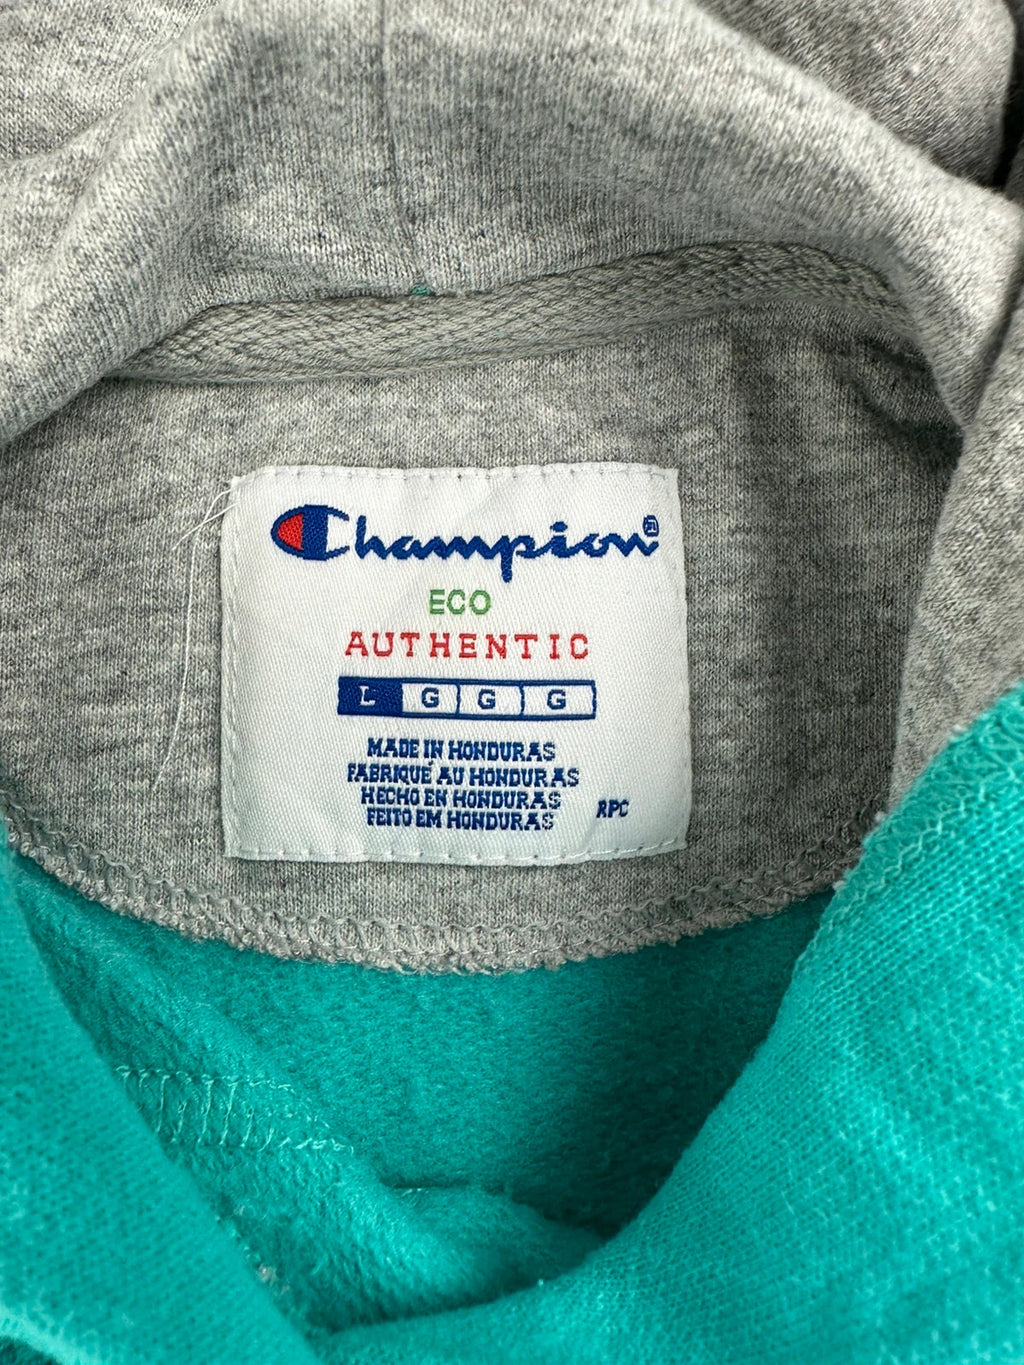 Champion®
ECO
AUTHENTIC
L G G G
MADE IN HONDURAS
FABRIQUÉ AU HONDURAS
HECHO EN HONDURAS
FEITO EM HONDURAS
RPC